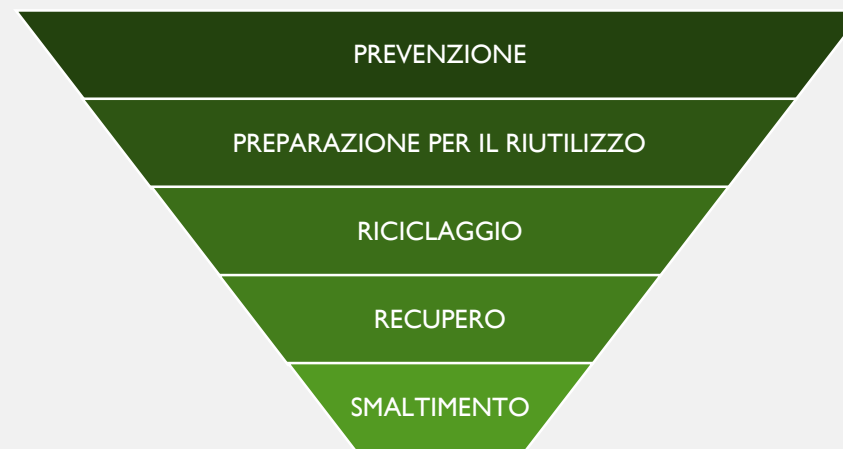 PREVENZIONE
PREPARAZIONE PER IL RIUTILIZZO
RICICLAGGIO
RECUPERO
SMALTIMENTO